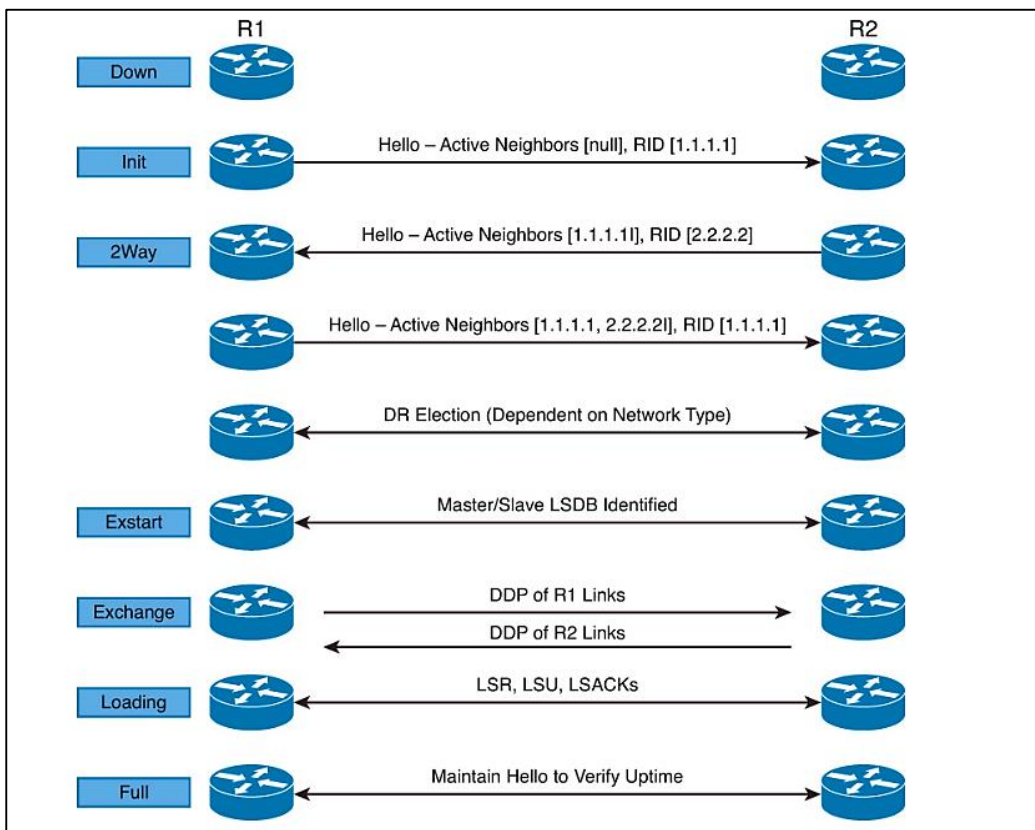 R1 R2
Down
Init
Hello – Active Neighbors [null], RID [1.1.1.1]
2Way
Hello – Active Neighbors [1.1.1.1l], RID [2.2.2.2]
Hello – Active Neighbors [1.1.1.1, 2.2.2.2l], RID [1.1.1.1]
DR Election (Dependent on Network Type)
Exstart
Master/Slave LSDB Identified
Exchange
DDP of R1 Links
DDP of R2 Links
Loading
LSR, LSU, LSACKs
Full
Maintain Hello to Verify Uptime